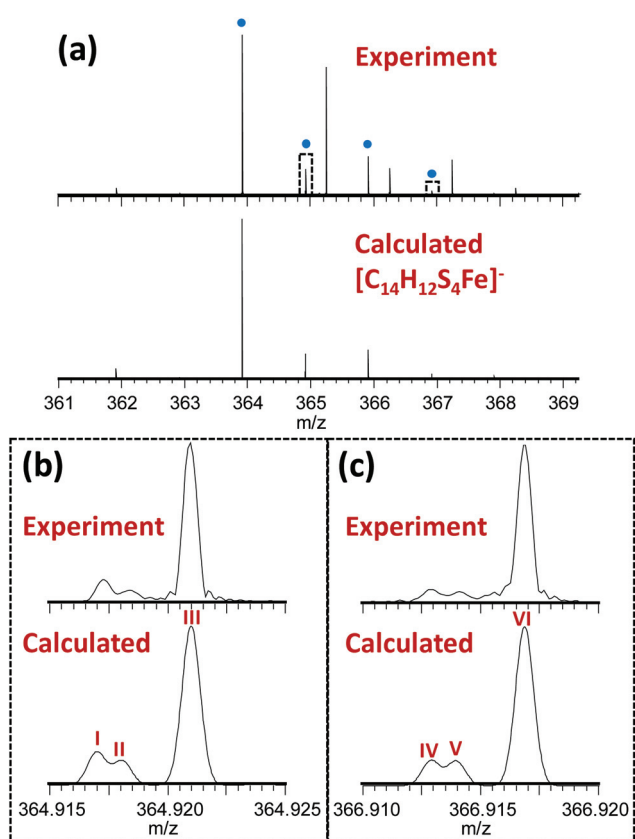 (a)
Experiment
Calculated
[C₁₄H₁₂S₄Fe]⁻
361 362 363 364 365 366 367 368 369
m/z
(b)
Experiment
III
Calculated
I
II
364.915 364.920 364.925
m/z
(c)
Experiment
VI
Calculated
IV V
366.910 366.915 366.920
m/z